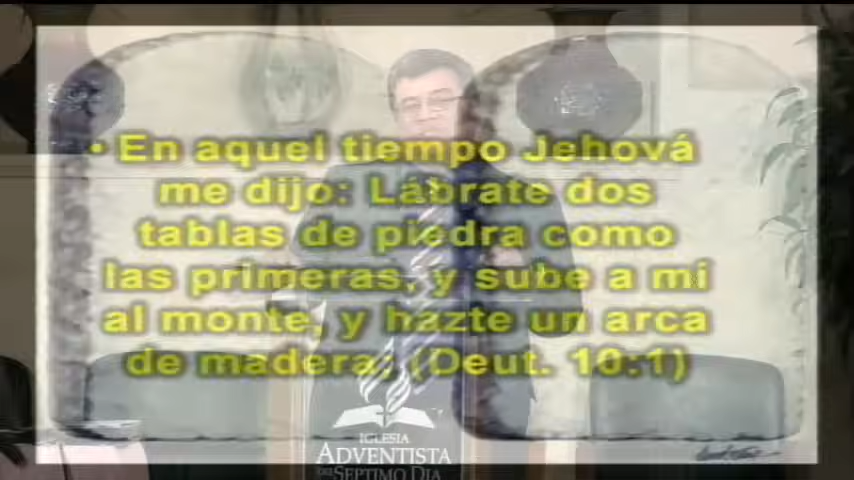 • En aquel tiempo Jehová
me dijo: Lábrate dos
tablas de piedra como
las primeras, y sube a mí
al monte, y hazte un arca
de madera. (Deut. 10:1)
IGLESIA
ADVENTISTA
DEL SEPTIMO DIA